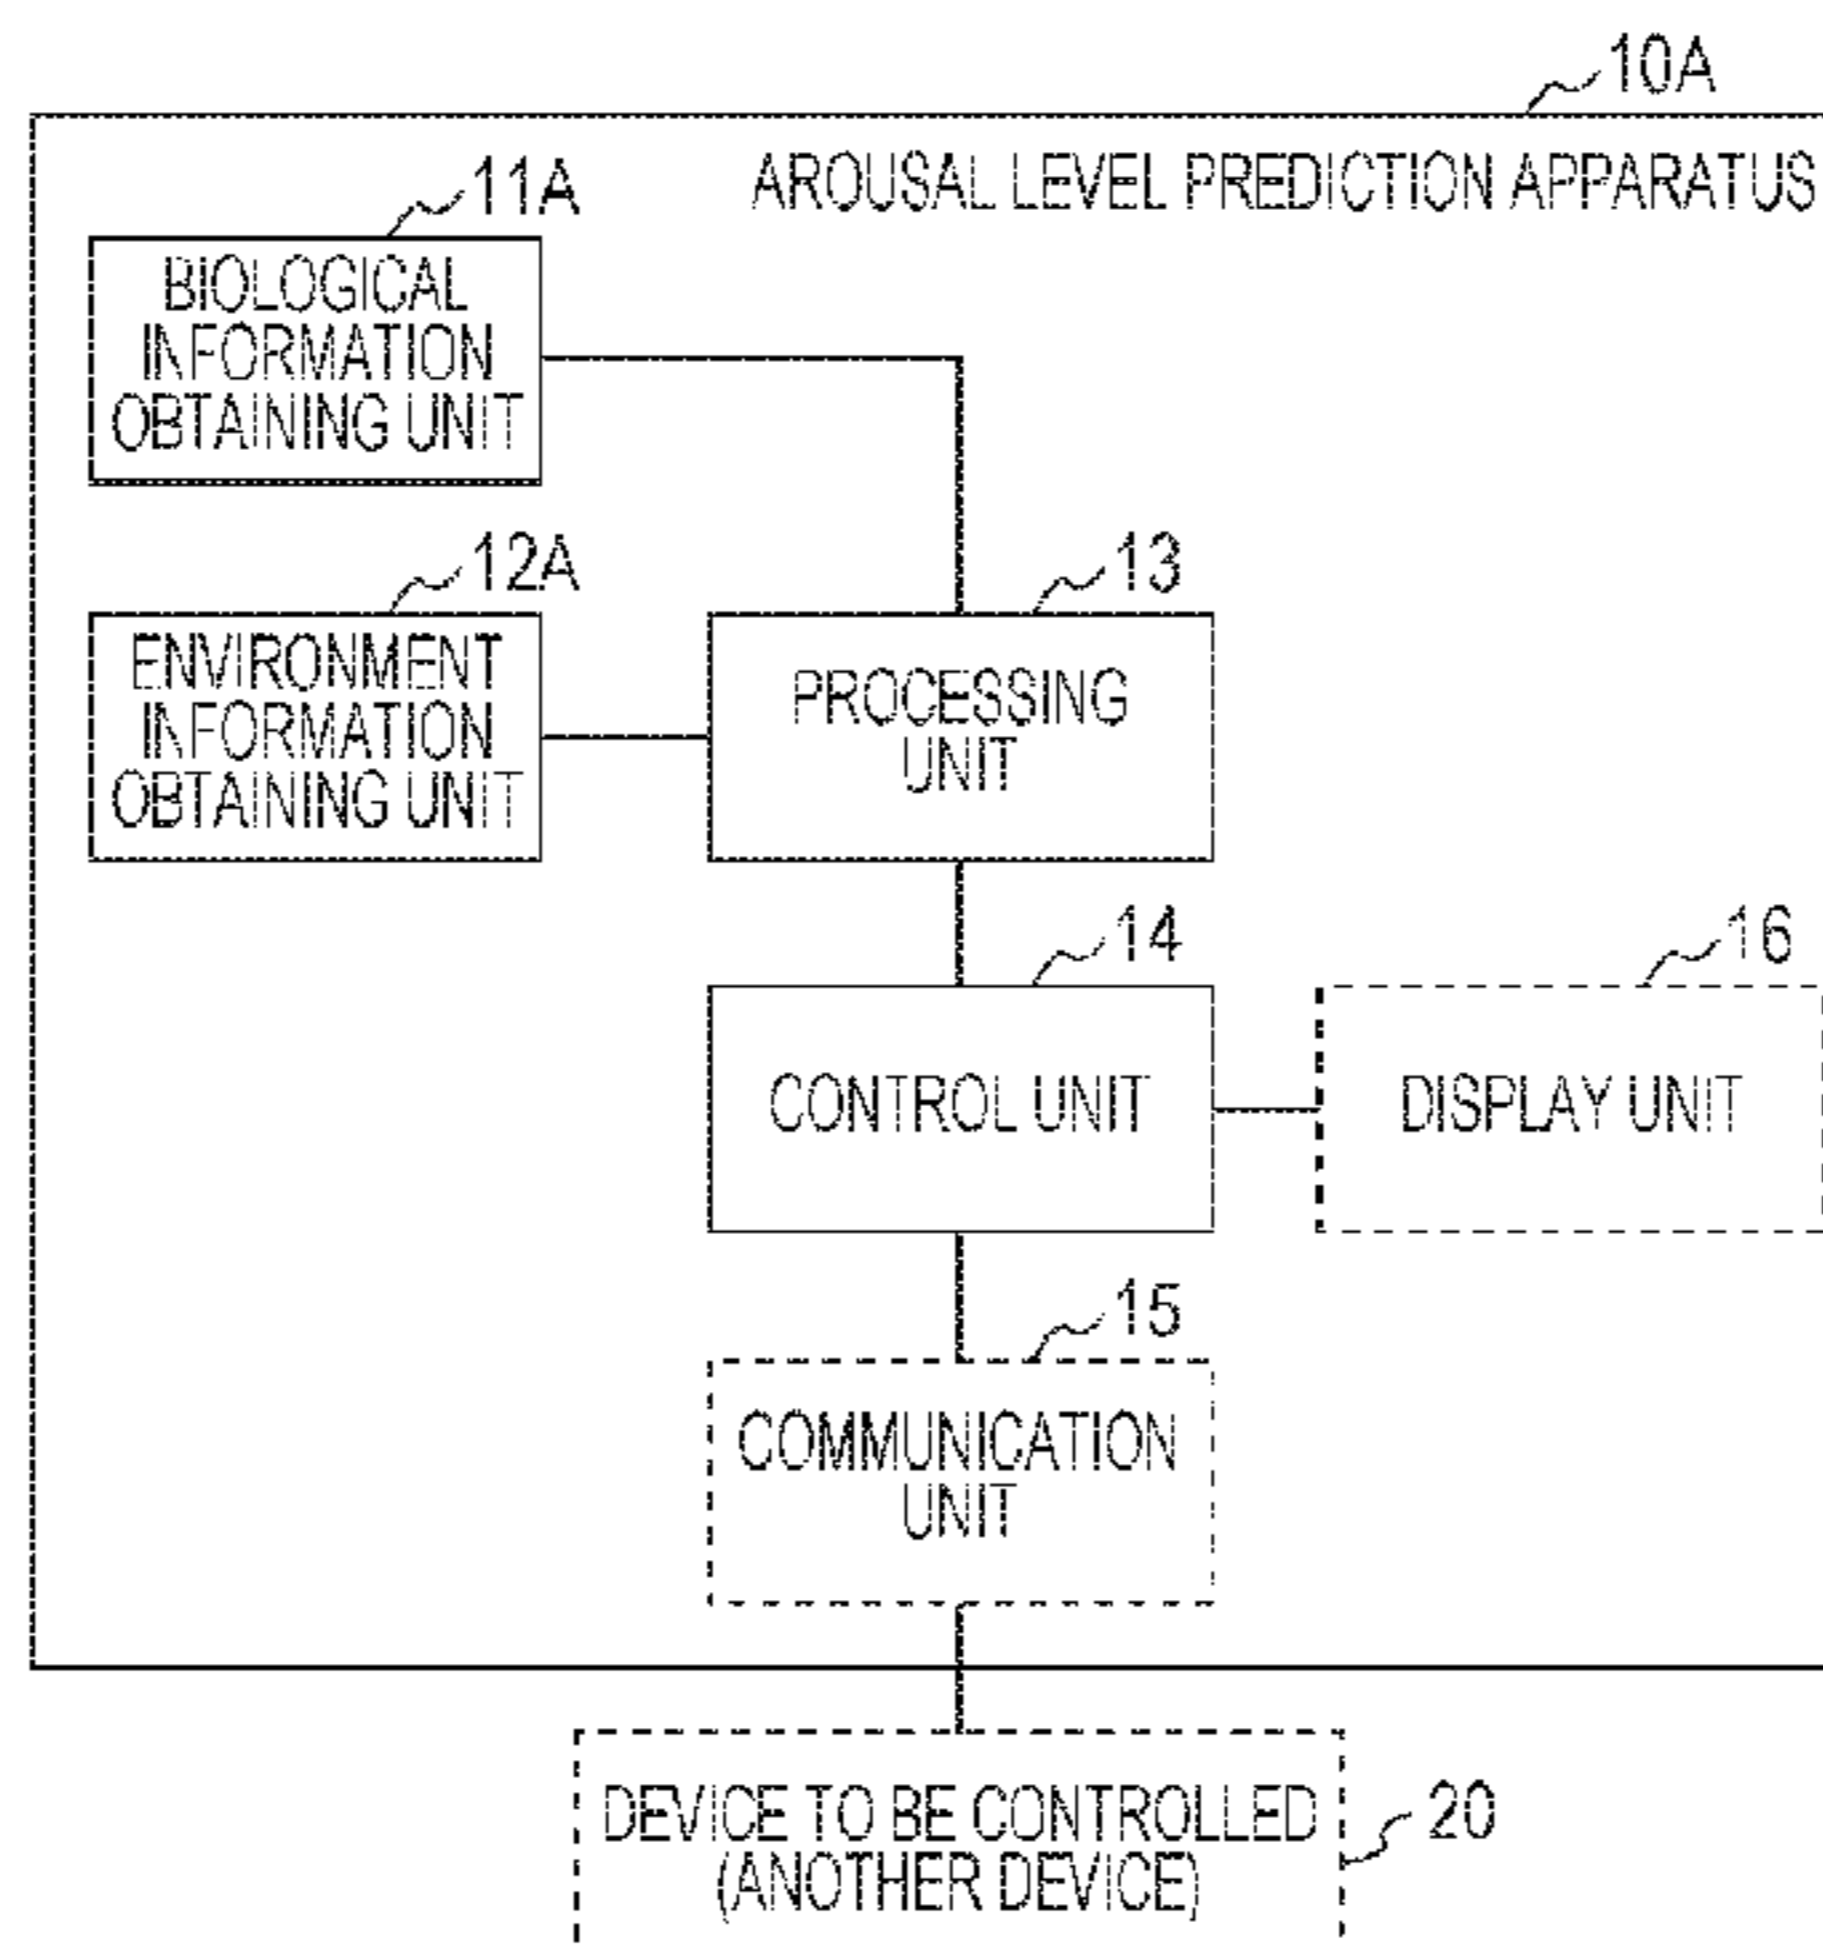 10A
AROUSAL LEVEL PREDICTION APPARATUS
11A
BIOLOGICAL
INFORMATION
OBTAINING UNIT
12A
ENVIRONMENT
INFORMATION
OBTAINING UNIT
13
PROCESSING
UNIT
14
CONTROL UNIT
16
DISPLAY UNIT
15
COMMUNICATION
UNIT
DEVICE TO BE CONTROLLED
(ANOTHER DEVICE)
20